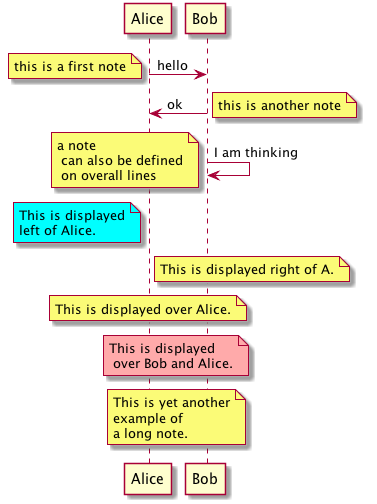 Alice Bob
this is a first note
hello
ok
this is another note
a note
can also be defined
on overall lines
I am thinking
This is displayed
left of Alice.
This is displayed right of A.
This is displayed over Alice.
This is displayed
over Bob and Alice.
This is yet another
example of
a long note.
Alice Bob